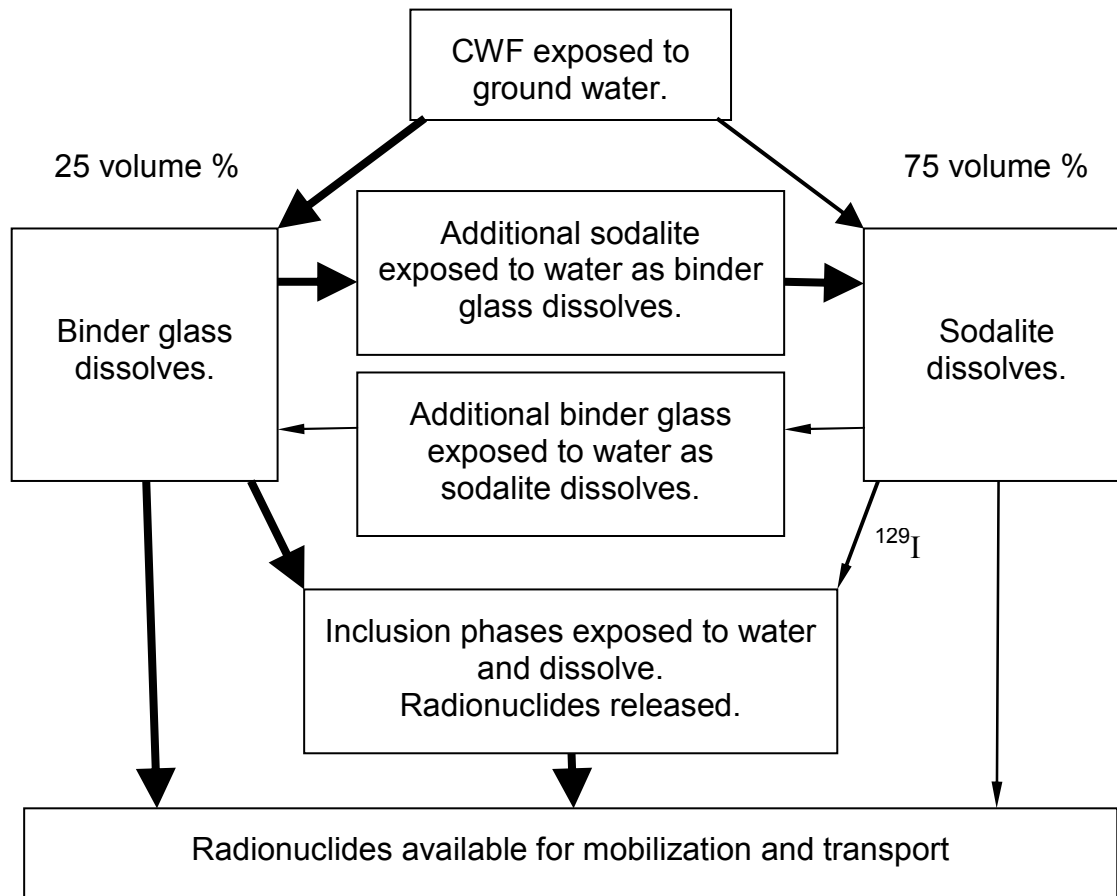 CWF exposed to
ground water.
25 volume %
75 volume %
Additional sodalite
exposed to water as binder
glass dissolves.
Binder glass
dissolves.
Sodalite
dissolves.
Additional binder glass
exposed to water as
sodalite dissolves.
¹²⁹I
Inclusion phases exposed to water
and dissolve.
Radionuclides released.
Radionuclides available for mobilization and transport